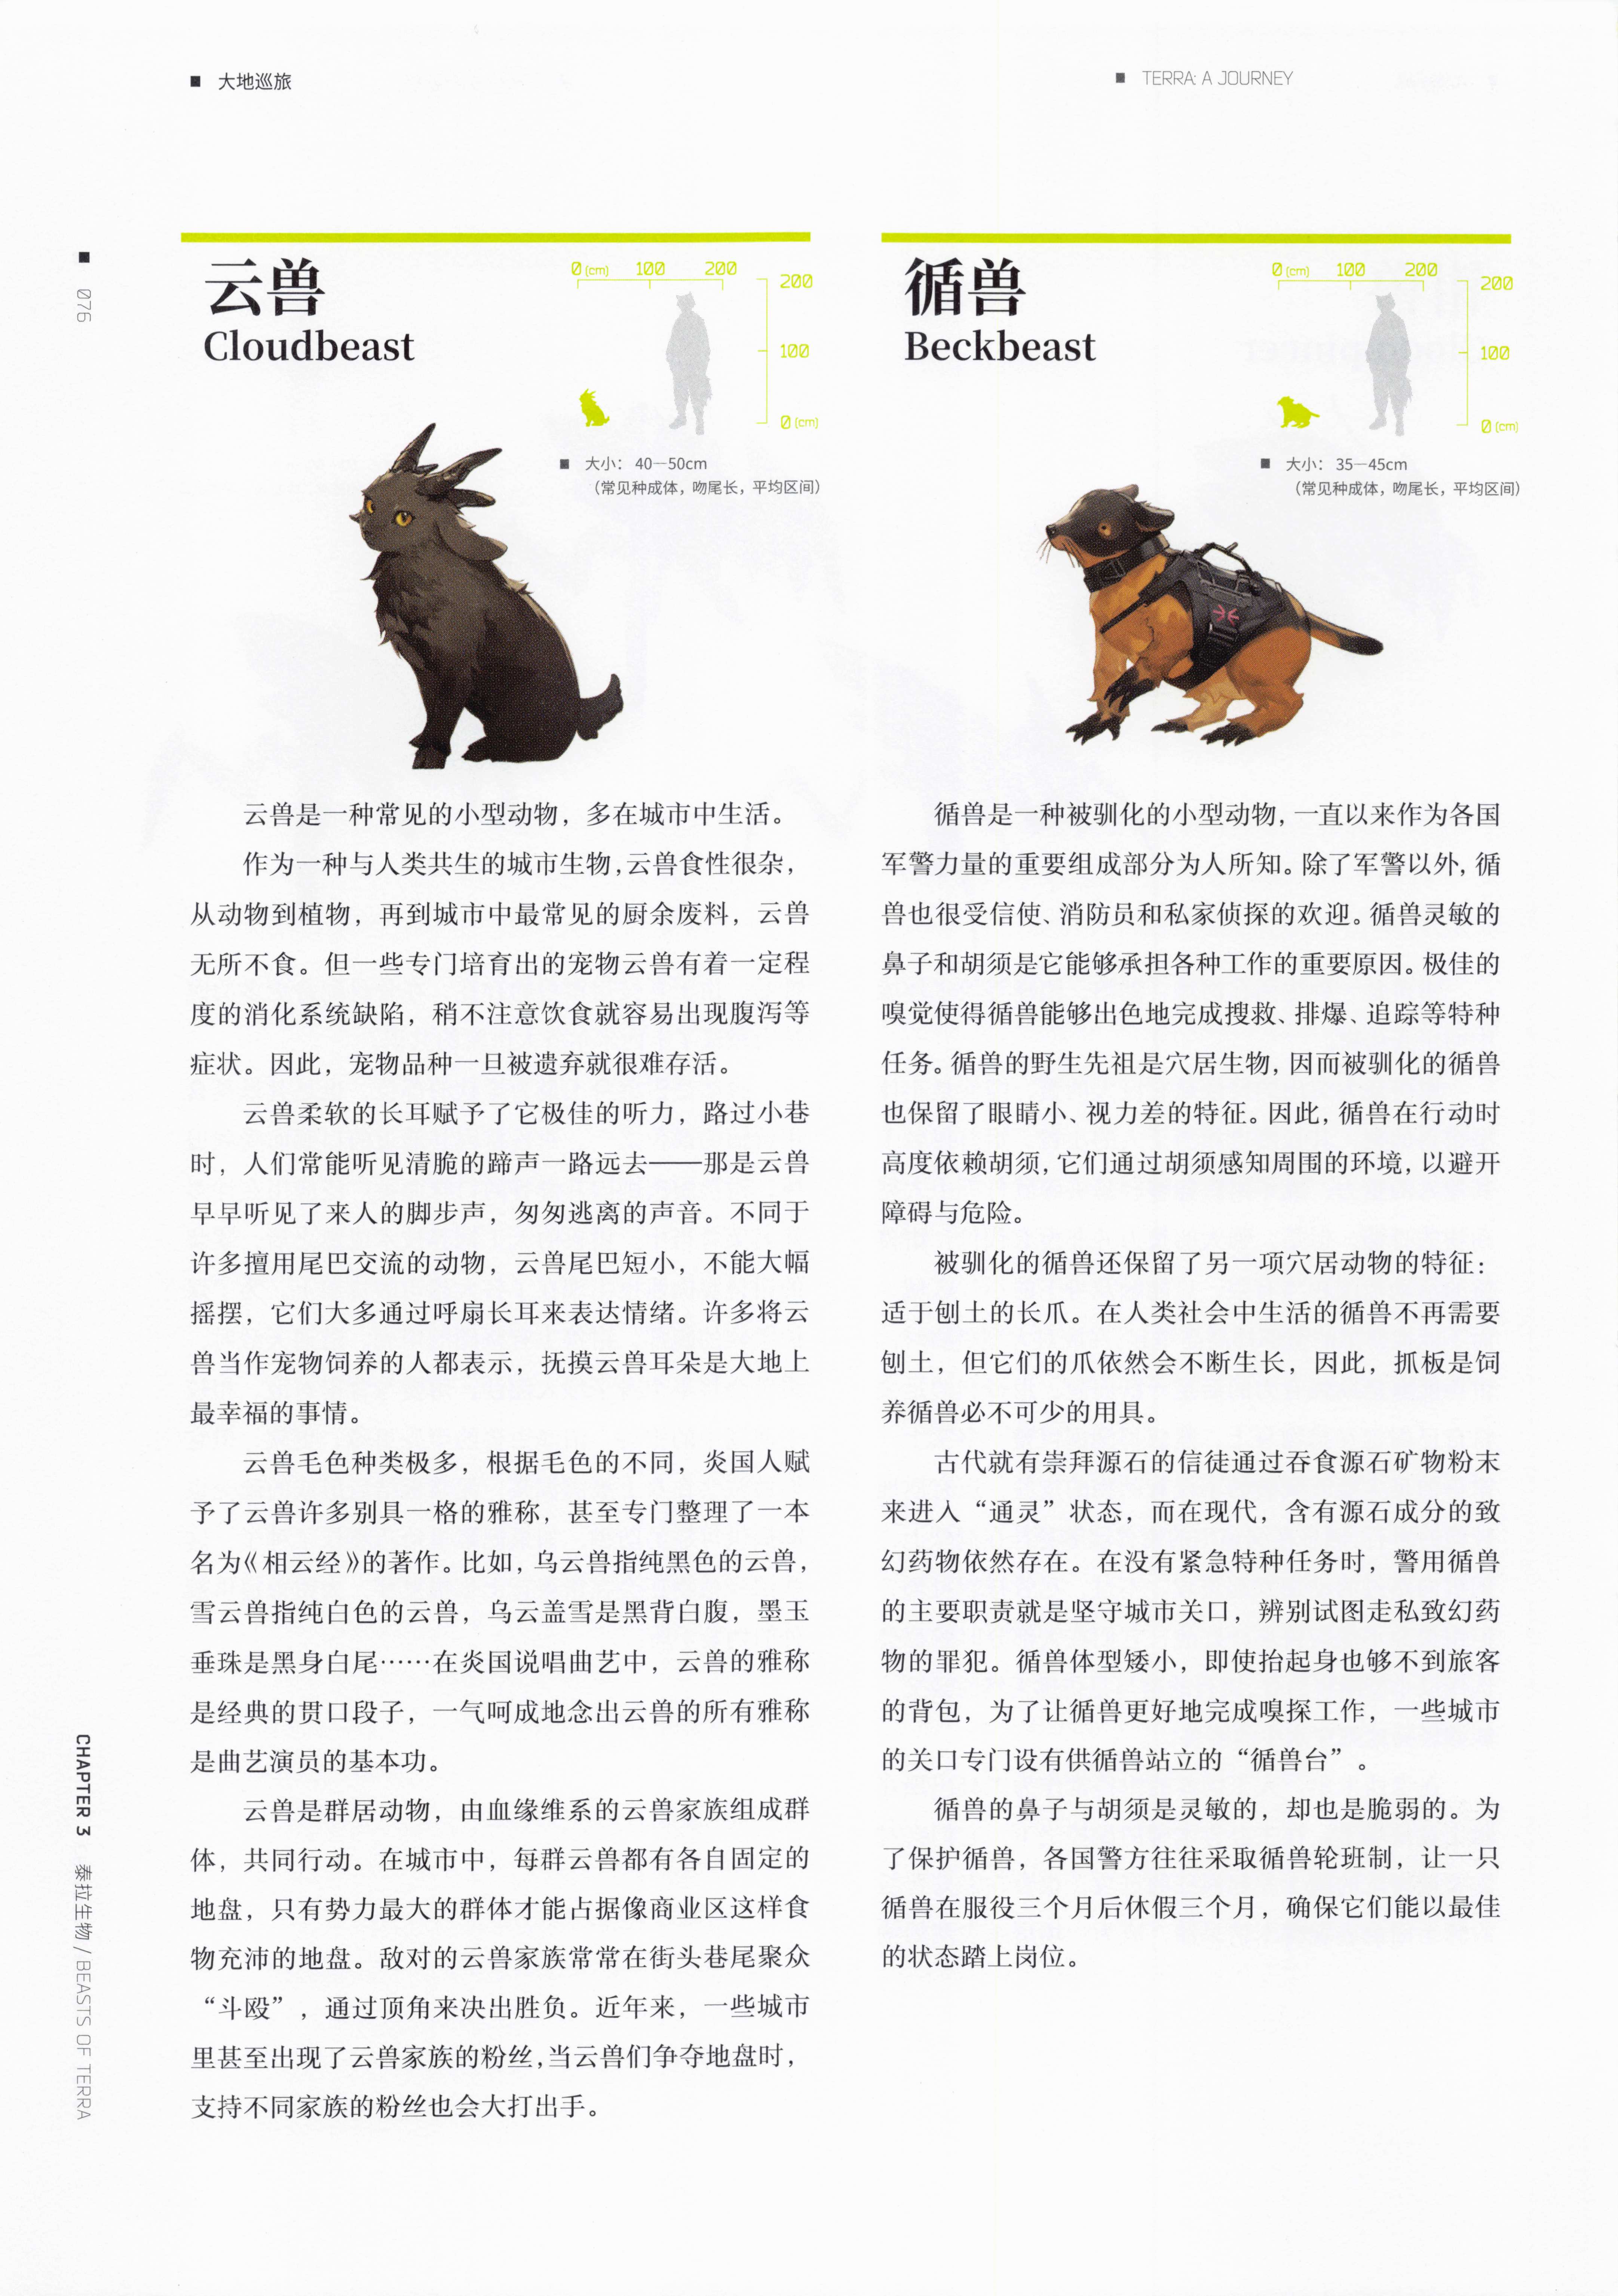 大地巡旅
TERRA: A JOURNEY
076
云兽
Cloudbeast
0 (cm) 100 200
200
100
0 (cm)
大小： 40—50cm
（常见种成体，吻尾长，平均区间）
云兽是一种常见的小型动物，多在城市中生活。
作为一种与人类共生的城市生物，云兽食性很杂，
从动物到植物，再到城市中最常见的厨余废料，云兽
无所不食。但一些专门培育出的宠物云兽有着一定程
度的消化系统缺陷，稍不注意饮食就容易出现腹泻等
症状。因此，宠物品种一旦被遗弃就很难存活。
云兽柔软的长耳赋予了它极佳的听力，路过小巷
时，人们常能听见清脆的蹄声一路远去——那是云兽
早早听见了来人的脚步声，匆匆逃离的声音。不同于
许多擅用尾巴交流的动物，云兽尾巴短小，不能大幅
摇摆，它们大多通过呼扇长耳来表达情绪。许多将云
兽当作宠物饲养的人都表示，抚摸云兽耳朵是大地上
最幸福的事情。
云兽毛色种类极多，根据毛色的不同，炎国人赋
予了云兽许多别具一格的雅称，甚至专门整理了一本
名为《相云经》的著作。比如，乌云兽指纯黑色的云兽，
雪云兽指纯白色的云兽，乌云盖雪是黑背白腹，墨玉
垂珠是黑身白尾……在炎国说唱曲艺中，云兽的雅称
是经典的贯口段子，一气呵成地念出云兽的所有雅称
是曲艺演员的基本功。
云兽是群居动物，由血缘维系的云兽家族组成群
体，共同行动。在城市中，每群云兽都有各自固定的
地盘，只有势力最大的群体才能占据像商业区这样食
物充沛的地盘。敌对的云兽家族常常在街头巷尾聚众
“斗殴”，通过顶角来决出胜负。近年来，一些城市
里甚至出现了云兽家族的粉丝，当云兽们争夺地盘时，
支持不同家族的粉丝也会大打出手。
循兽
Beckbeast
0 (cm) 100 200
200
100
0 (cm)
大小： 35—45cm
（常见种成体，吻尾长，平均区间）
循兽是一种被驯化的小型动物，一直以来作为各国
军警力量的重要组成部分为人所知。除了军警以外，循
兽也很受信使、消防员和私家侦探的欢迎。循兽灵敏的
鼻子和胡须是它能够承担各种工作的重要原因。极佳的
嗅觉使得循兽能够出色地完成搜救、排爆、追踪等特种
任务。循兽的野生先祖是穴居生物，因而被驯化的循兽
也保留了眼睛小、视力差的特征。因此，循兽在行动时
高度依赖胡须，它们通过胡须感知周围的环境，以避开
障碍与危险。
被驯化的循兽还保留了另一项穴居动物的特征：
适于刨土的长爪。在人类社会中生活的循兽不再需要
刨土，但它们的爪依然会不断生长，因此，抓板是饲
养循兽必不可少的用具。
古代就有崇拜源石的信徒通过吞食源石矿物粉末
来进入“通灵”状态，而在现代，含有源石成分的致
幻药物依然存在。在没有紧急特种任务时，警用循兽
的主要职责就是坚守城市关口，辨别试图走私致幻药
物的罪犯。循兽体型矮小，即使抬起身也够不到旅客
的背包，为了让循兽更好地完成嗅探工作，一些城市
的关口专门设有供循兽站立的“循兽台”。
循兽的鼻子与胡须是灵敏的，却也是脆弱的。为
了保护循兽，各国警方往往采取循兽轮班制，让一只
循兽在服役三个月后休假三个月，确保它们能以最佳
的状态踏上岗位。
CHAPTER 3 泰拉生物 / BEASTS OF TERRA